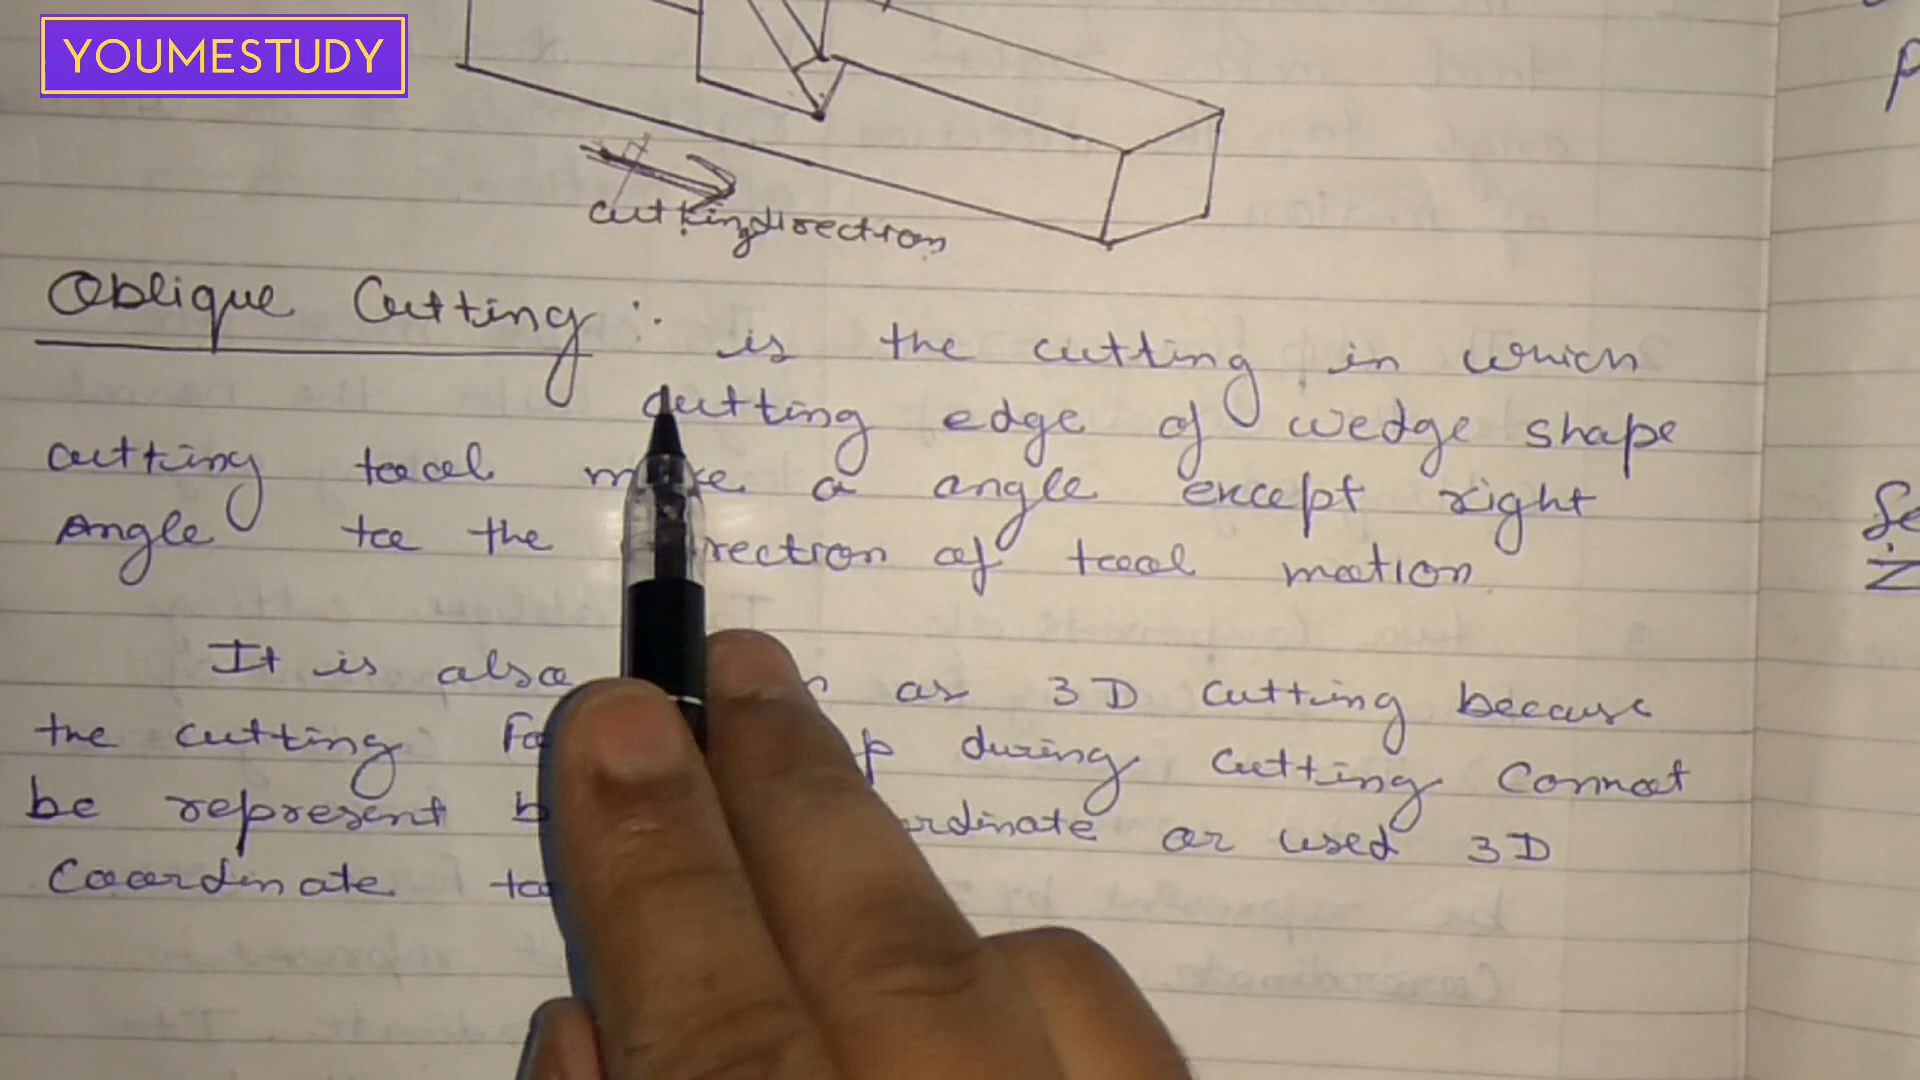 YOUMESTUDY
cutting direction
Oblique Cutting :- is the cutting in which
cutting edge of wedge shape
cutting tool make a angle except right
Angle to the direction of tool motion
It is also as 3D cutting because
the cutting during cutting connot
be represent or used 3D
Coordinate